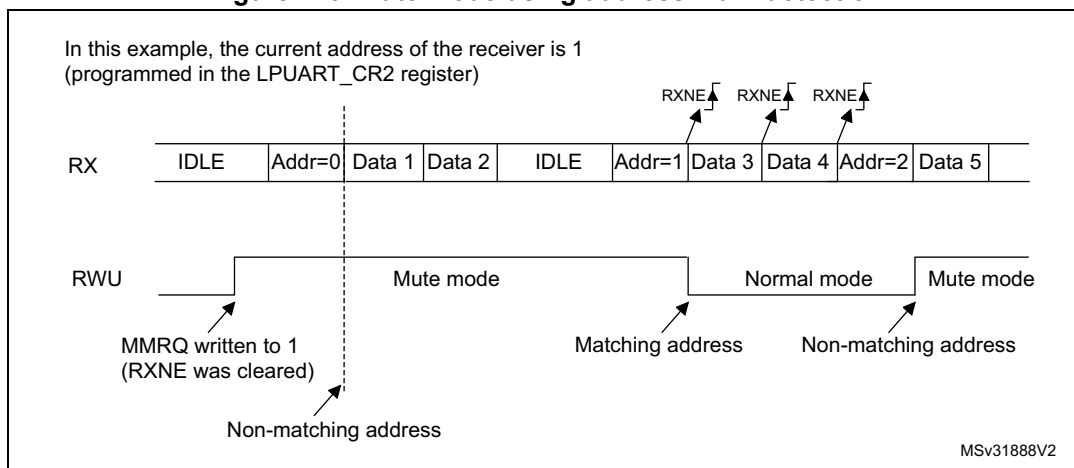 In this example, the current address of the receiver is 1
(programmed in the LPUART_CR2 register)
RXNE RXNE RXNE
RX IDLE Addr=0 Data 1 Data 2 IDLE Addr=1 Data 3 Data 4 Addr=2 Data 5
RWU Mute mode Normal mode Mute mode
MMRQ written to 1
(RXNE was cleared)
Matching address Non-matching address
Non-matching address
MSv31888V2